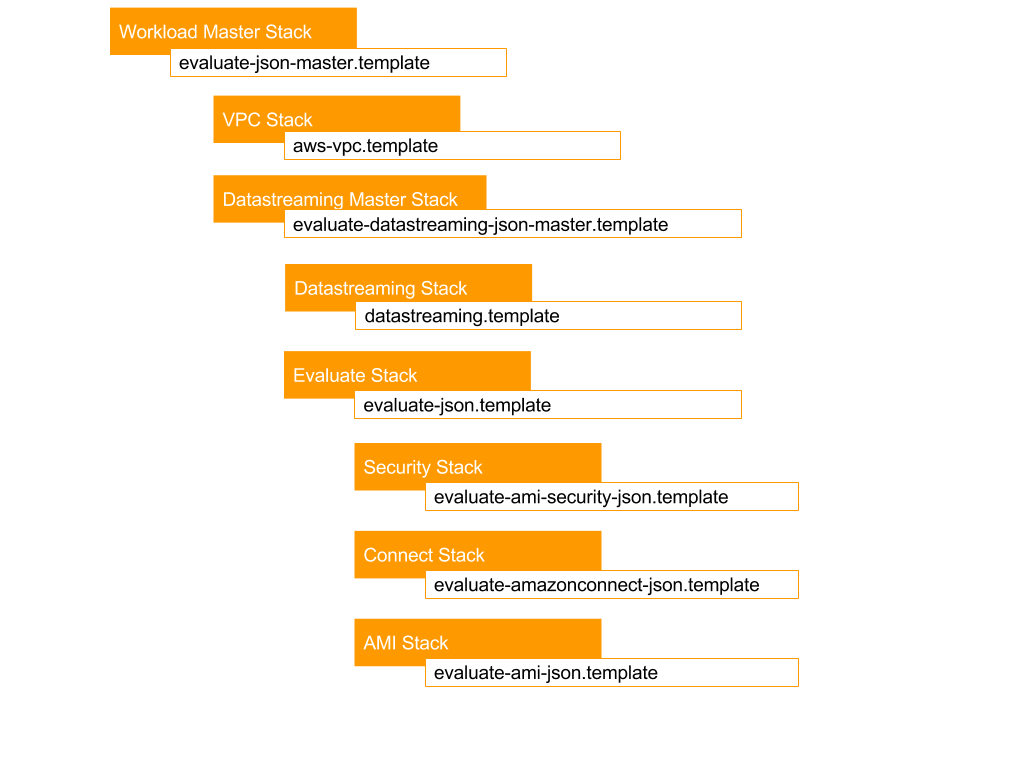 Workload Master Stack
evaluate-json-master.template
VPC Stack
aws-vpc.template
Datastreaming Master Stack
evaluate-datastreaming-json-master.template
Datastreaming Stack
datastreaming.template
Evaluate Stack
evaluate-json.template
Security Stack
evaluate-ami-security-json.template
Connect Stack
evaluate-amazonconnect-json.template
AMI Stack
evaluate-ami-json.template